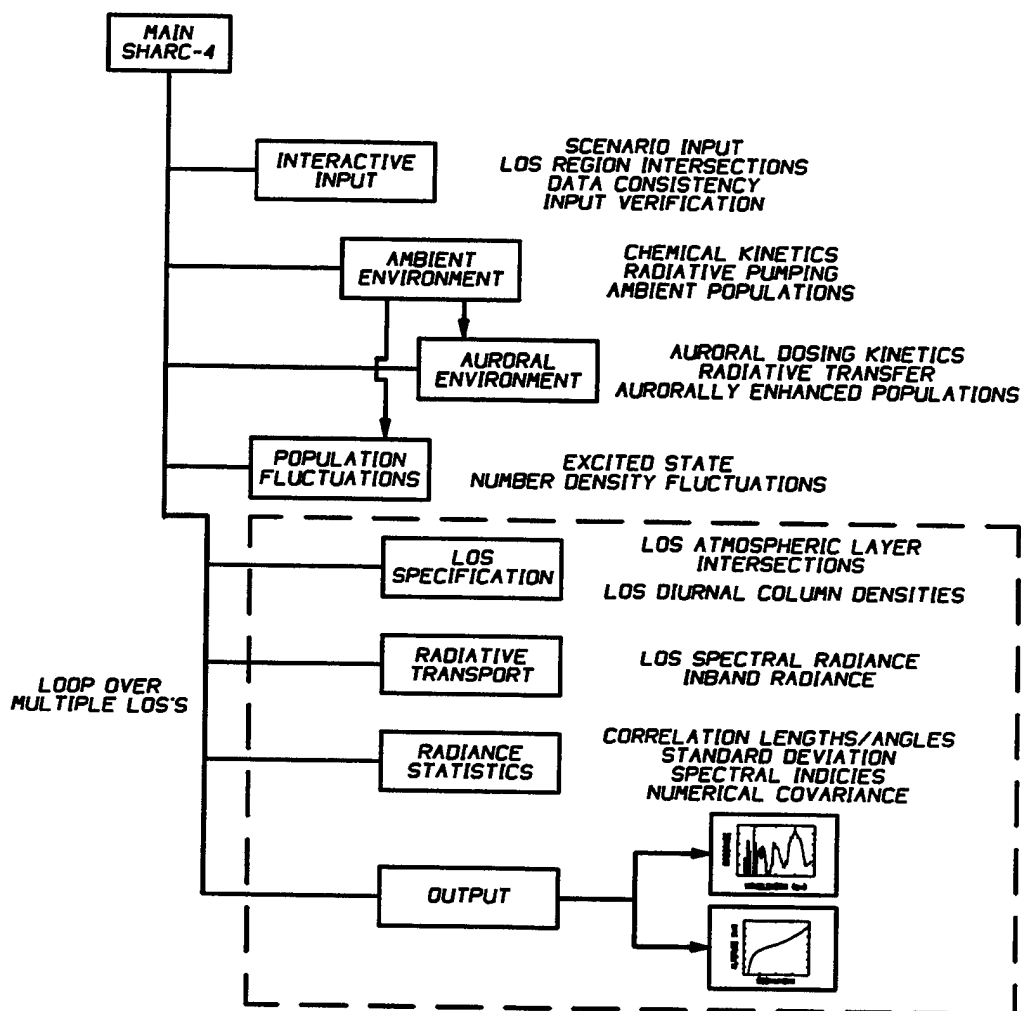 MAIN
SHARC-4
INTERACTIVE
INPUT
SCENARIO INPUT
LOS REGION INTERSECTIONS
DATA CONSISTENCY
INPUT VERIFICATION
AMBIENT
ENVIRONMENT
CHEMICAL KINETICS
RADIATIVE PUMPING
AMBIENT POPULATIONS
AURORAL
ENVIRONMENT
AURORAL DOSING KINETICS
RADIATIVE TRANSFER
AURORALLY ENHANCED POPULATIONS
POPULATION
FLUCTUATIONS
EXCITED STATE
NUMBER DENSITY FLUCTUATIONS
LOS
SPECIFICATION
LOS ATMOSPHERIC LAYER
INTERSECTIONS
LOS DIURNAL COLUMN DENSITIES
RADIATIVE
TRANSPORT
LOS SPECTRAL RADIANCE
INBAND RADIANCE
LOOP OVER
MULTIPLE LOS'S
RADIANCE
STATISTICS
CORRELATION LENGTHS/ANGLES
STANDARD DEVIATION
SPECTRAL INDICIES
NUMERICAL COVARIANCE
OUTPUT